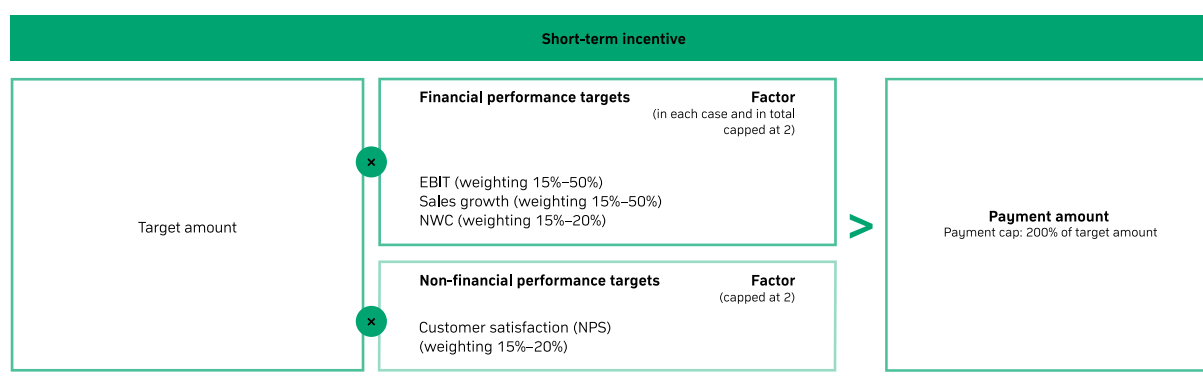 Short-term incentive
Target amount
×
Financial performance targets
Factor
(in each case and in total
capped at 2)
EBIT (weighting 15%–50%)
Sales growth (weighting 15%–50%)
NWC (weighting 15%–20%)
×
Non-financial performance targets
Factor
(capped at 2)
Customer satisfaction (NPS)
(weighting 15%–20%)
>
Payment amount
Payment cap: 200% of target amount